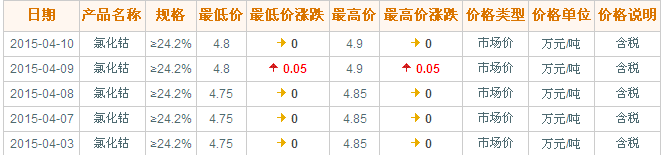 日期 产品名称 规格 最低价 最低价涨跌 最高价 最高价涨跌 价格类型 价格单位 价格说明
2015-04-10 氯化钴 ≥24.2% 4.8 0 4.9 0 市场价 万元/吨 含税
2015-04-09 氯化钴 ≥24.2% 4.8 0.05 4.9 0.05 市场价 万元/吨 含税
2015-04-08 氯化钴 ≥24.2% 4.75 0 4.85 0 市场价 万元/吨 含税
2015-04-07 氯化钴 ≥24.2% 4.75 0 4.85 0 市场价 万元/吨 含税
2015-04-03 氯化钴 ≥24.2% 4.75 0 4.85 0 市场价 万元/吨 含税